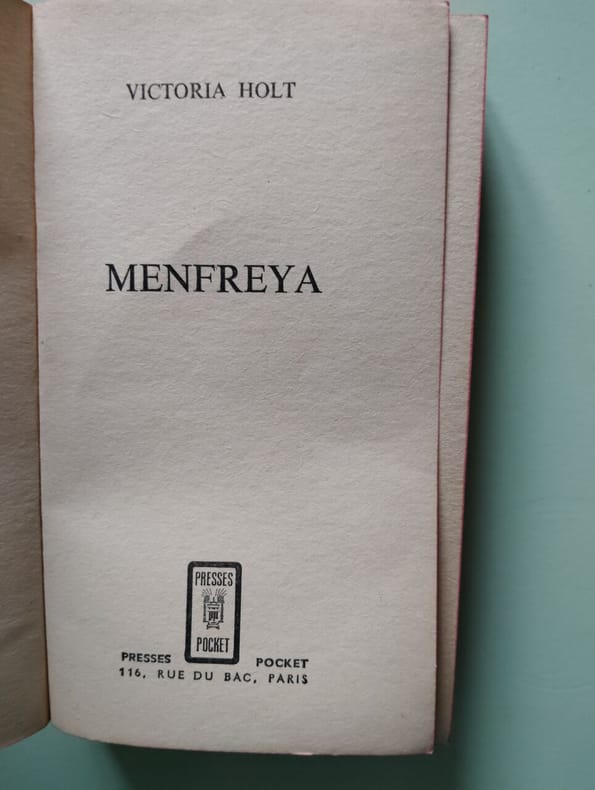 VICTORIA HOLT
MENFREYA
PRESSES
POCKET
PRESSES POCKET
116, RUE DU BAC, PARIS